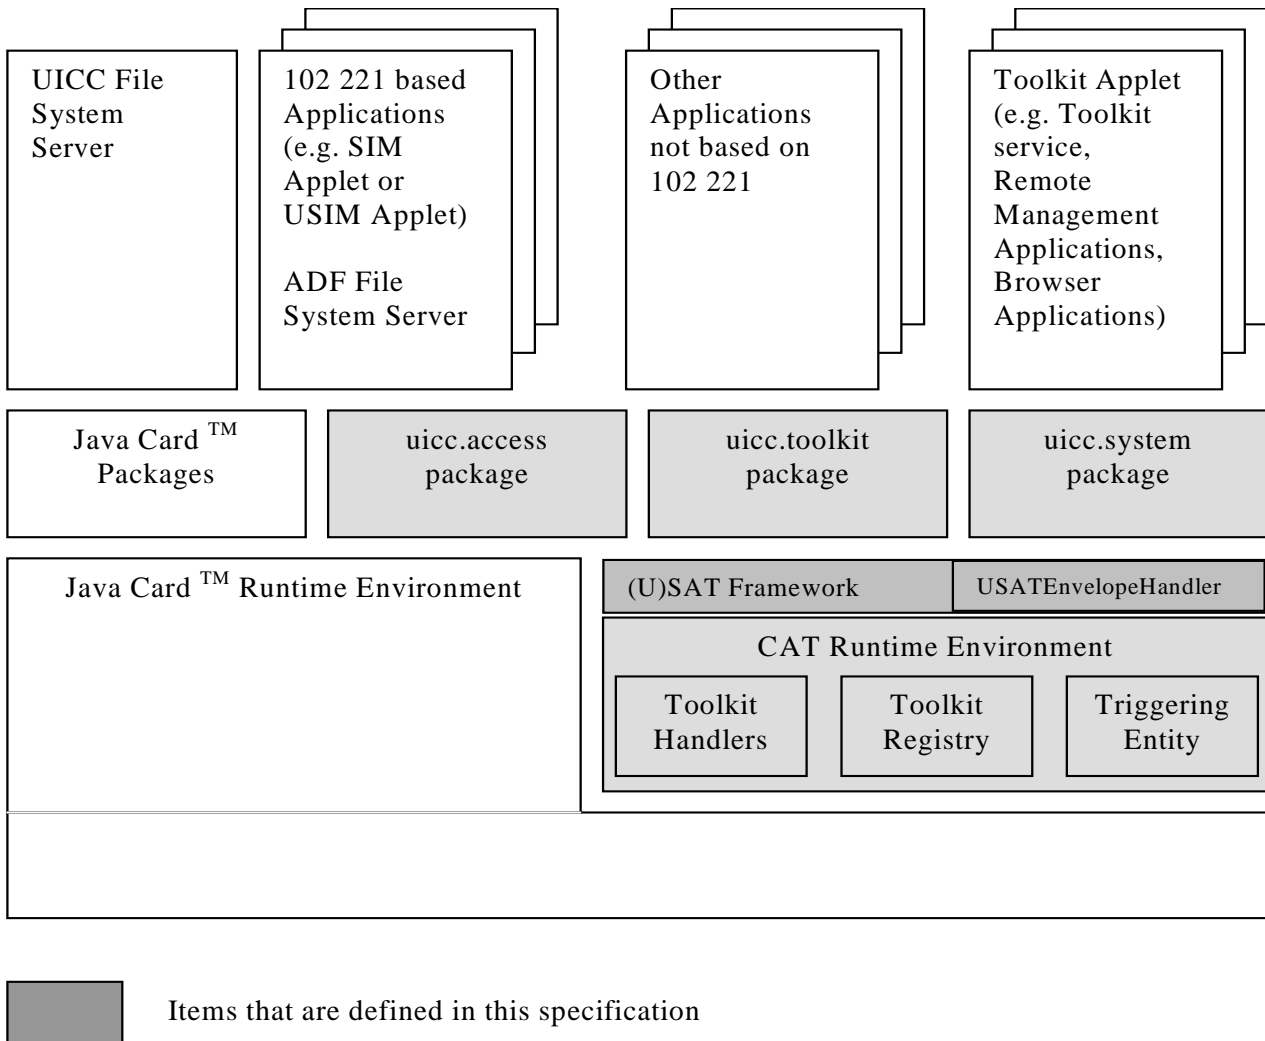 UICC File
System
Server
102 221 based
Applications
(e.g. SIM
Applet or
USIM Applet)
ADF File
System Server
Other
Applications
not based on
102 221
Toolkit Applet
(e.g. Toolkit
service,
Remote
Management
Applications,
Browser
Applications)
Java Card TM
Packages
uicc.access
package
uicc.toolkit
package
uicc.system
package
Java Card TM Runtime Environment
(U)SAT Framework
USATEnvelopeHandler
CAT Runtime Environment
Toolkit
Handlers
Toolkit
Registry
Triggering
Entity
Items that are defined in this specification